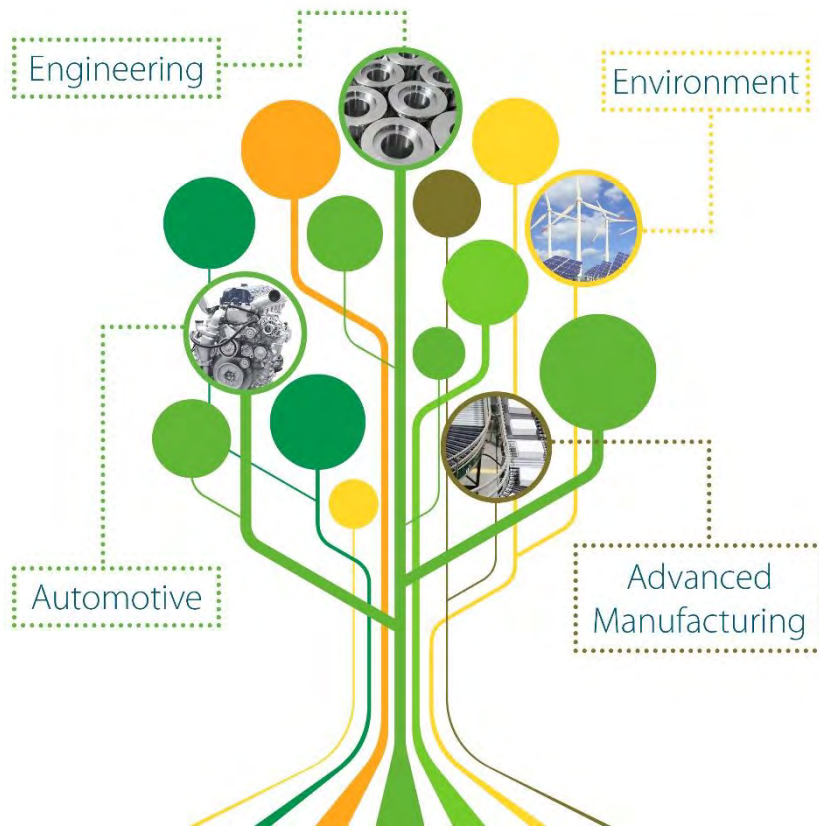 Engineering
Environment
Automotive
Advanced
Manufacturing